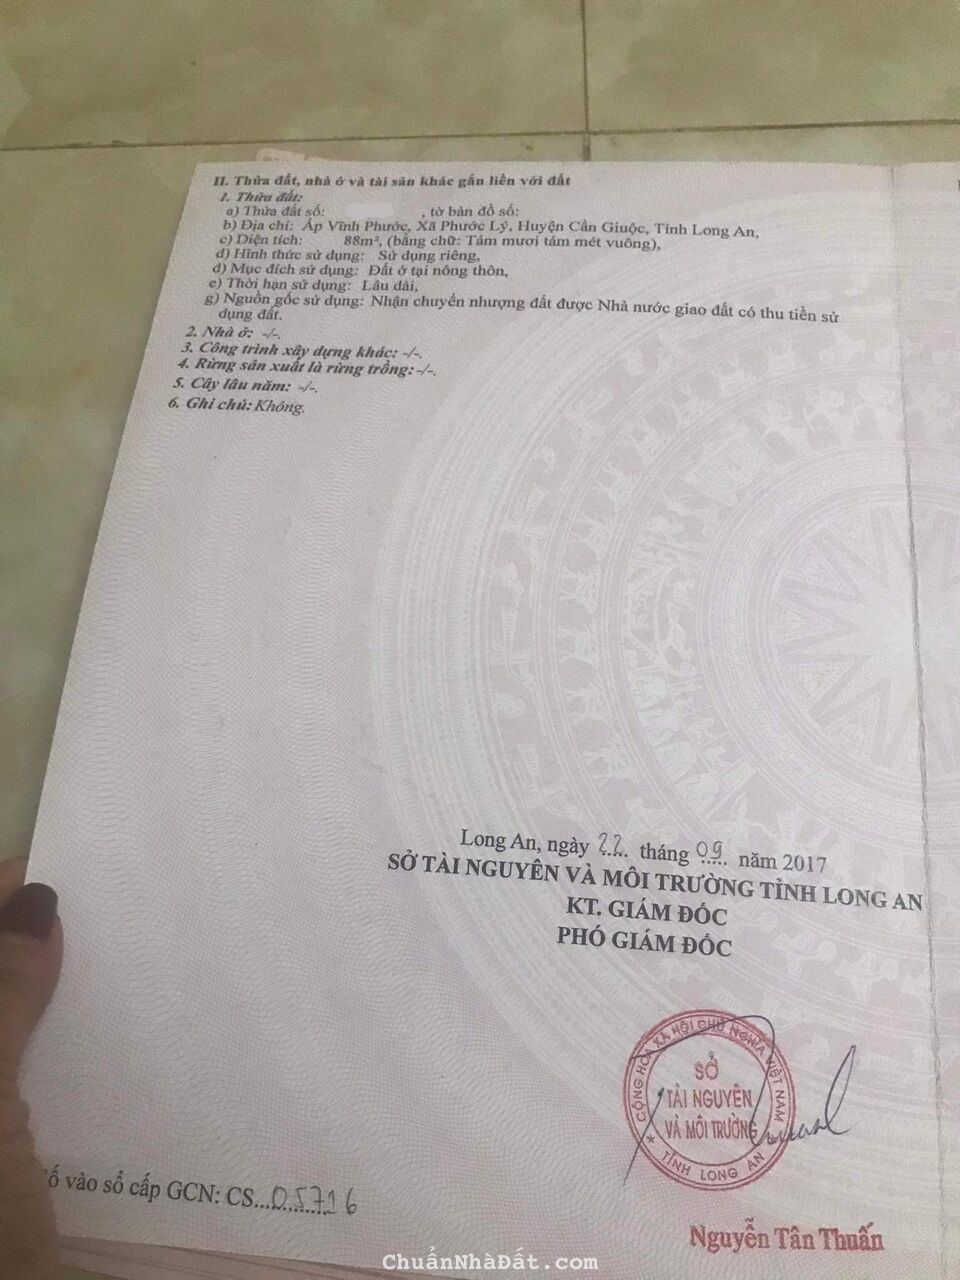 II. Thửa đất, nhà ở và tài sản khác gắn liền với đất
1. Thửa đất:
a) Thửa đất số: , tờ bản đồ số:
b) Địa chỉ: Ấp Vĩnh Phước, Xã Phước Lý, Huyện Cần Giuộc, Tỉnh Long An,
c) Diện tích: 88m², (bằng chữ: Tám mươi tám mét vuông),
d) Hình thức sử dụng: Sử dụng riêng,
đ) Mục đích sử dụng: Đất ở tại nông thôn,
e) Thời hạn sử dụng: Lâu dài,
g) Nguồn gốc sử dụng: Nhận chuyển nhượng đất được Nhà nước giao đất có thu tiền sử
dụng đất.
2. Nhà ở: -/-.
3. Công trình xây dựng khác: -/-.
4. Rừng sản xuất là rừng trồng: -/-.
5. Cây lâu năm: -/-.
6. Ghi chú: Không.
Long An, ngày 22 tháng 09 năm 2017
SỞ TÀI NGUYÊN VÀ MÔI TRƯỜNG TỈNH LONG AN
KT. GIÁM ĐỐC
PHÓ GIÁM ĐỐC
CỘNG HÒA XÃ HỘI CHỦ NGHĨA VIỆT NAM
SỞ
TÀI NGUYÊN
VÀ MÔI TRƯỜNG
★ TỈNH LONG AN
Nguyễn Tân Thuấn
Số vào sổ cấp GCN: CS...05716
ChuẩnNhàĐất.com